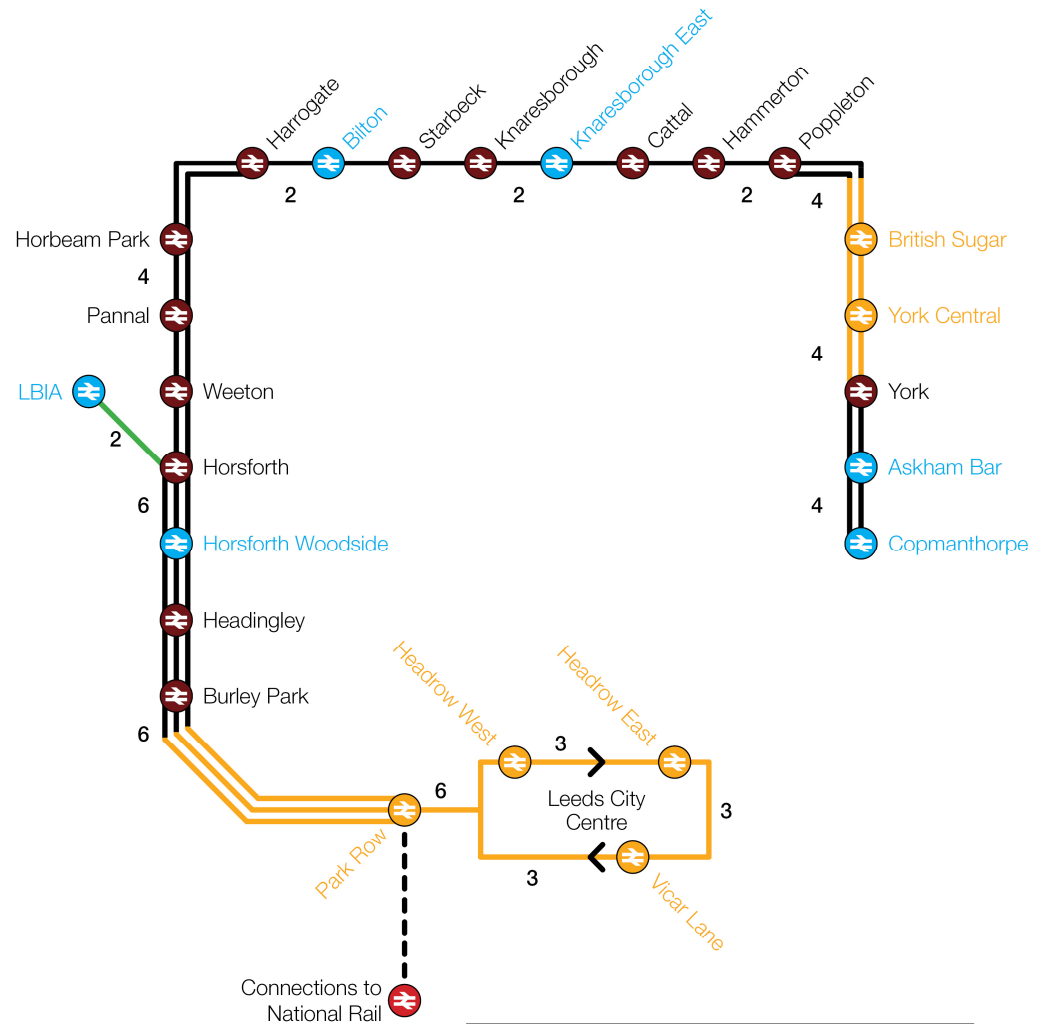 Harrogate
Bilton
Starbeck
Knaresborough
Knaresborough East
Cattal
Hammerton
Poppleton
2
2
2
4
Horbeam Park
British Sugar
4
Pannal
York Central
4
LBIA
Weeton
York
2
Horsforth
Askham Bar
6
4
Horsforth Woodside
Copmanthorpe
Headingley
Burley Park
6
Headrow West
Headrow East
3
6
Leeds City
Centre
3
3
Park Row
Vicar Lane
Connections to
National Rail